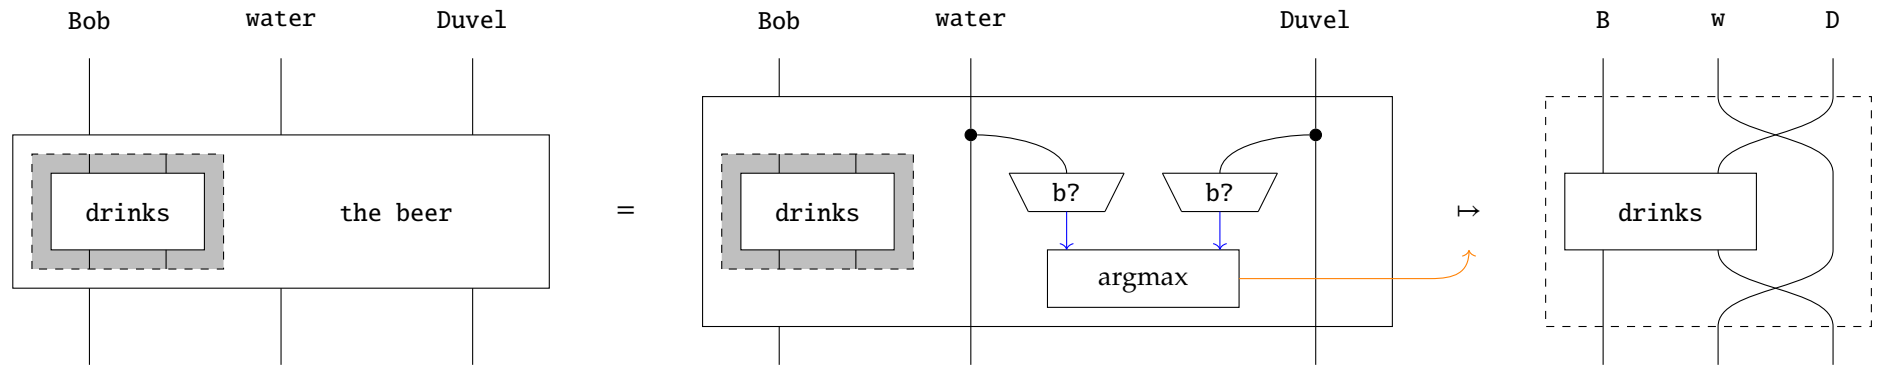 Bob water Duvel Bob water Duvel B w D
b? b?
drinks the beer = drinks ↦ drinks
argmax